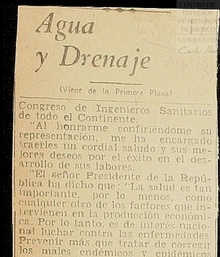 Agua
y Drenaje
(Viene de la Primera Plana)
Congreso de Ingenieros Sanitarios
de todo el Continente.
"Al honrarme confiriéndome su
representación, me ha encargado
traerles un cordial saludo y sus me-
jores deseos por el éxito en el des-
arrollo de sus labores.
"El señor Presidente de la Repú-
blica ha dicho que: "La salud es tan
importante, por lo menos, como
cualquier otro de los factores que in-
tervienen en la producción económi-
ca. Por lo tanto, es de interés nacio-
nal luchar contra las enfermedades.
Prevenir más que tratar de corregir
los males endémicos y epidémicos